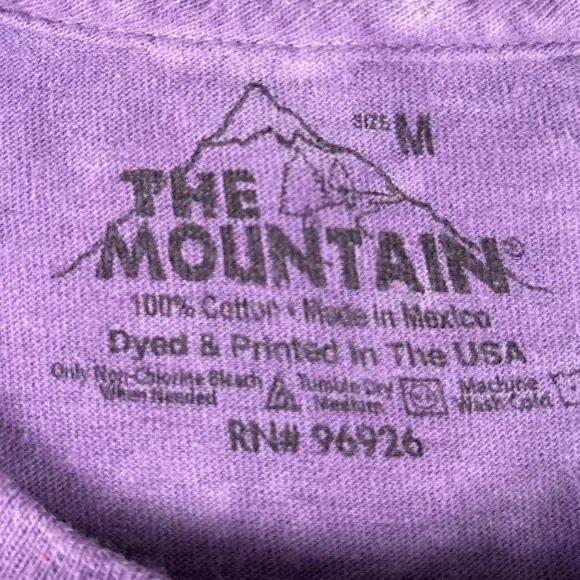 SIZE M
THE
MOUNTAIN®
100% Cotton • Made in Mexico
Dyed & Printed in The USA
Only Non-Chlorine Bleach Tumble Dry Machine
When Needed Medium Wash Cold
RN# 96926